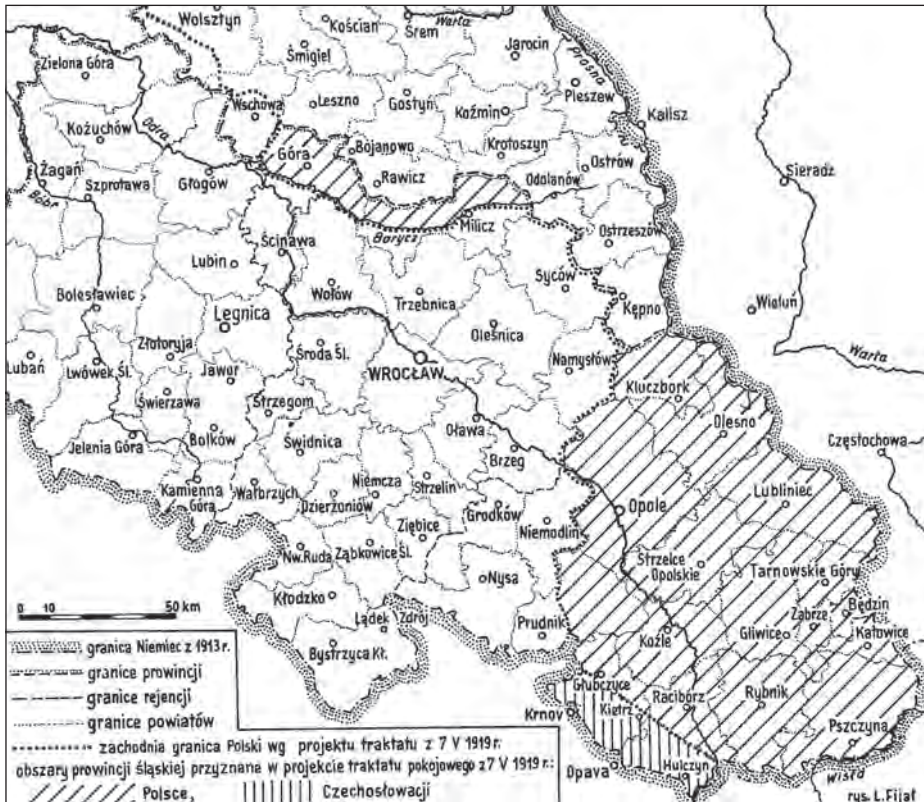 Wolsztyn
Kościan
Śrem
Warta
Jarocin
Prosna
Śmigiel
Zielona Góra
Wschowa
Leszno
Gostyń
Koźmin
Pleszew
Kalisz
Kożuchów
Odra
Krotoszyn
Ostrów
Sieradz
Góra
Bojanowo
Rawicz
Odolanów
Żagań
Szprotawa
Głogów
Bóbr
Milicz
Barycz
Ostrzeszów
Ścinawa
Lubin
Wołów
Trzebnica
Syców
Bolesławiec
Kępno
Wieluń
Legnica
Oleśnica
Złotoryja
Środa Śl.
Warta
Lubań
Lwówek Śl.
Jawor
WROCŁAW
Namysłów
Kluczbork
Świerzawa
Strzegom
Olesno
Bolków
Oława
Częstochowa
Jelenia Góra
Świdnica
Brzeg
Kamienna
Góra
Wałbrzych
Niemcza
Strzelin
Lubliniec
Dzierżoniów
Grodków
Opole
Ziębice
Niemodlin
Nw. Ruda
Ząbkowice Śl.
Strzelce
Opolskie
Tarnowskie Góry
Nysa
Kłodzko
Zabrze
Będzin
0 10 50 km
Lądek Zdrój
Prudnik
Koźle
Gliwice
Katowice
Bystrzyca Kł.
Głubczyce
Racibórz
Rybnik
Krnov
Kietrz
Pszczyna
Opava
Hulczyn
Wisła
granica Niemiec z 1913 r.
granice prowincji
granice rejencji
granice powiatów
zachodnia granica Polski wg projektu traktatu z 7 V 1919 r.
obszary prowincji śląskiej przyznane w projekcie traktatu pokojowego z 7 V 1919 r.:
Polsce, Czechosłowacji
rys. L. Fijał